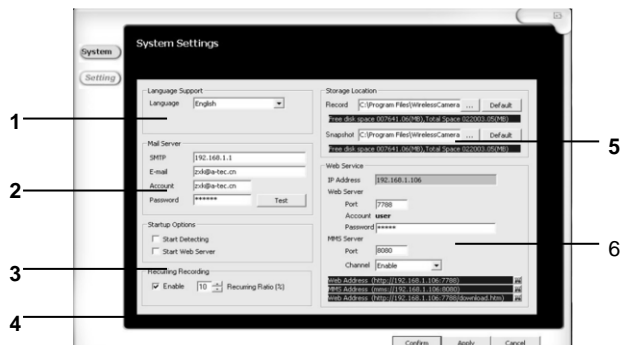 System
Setting
System Settings
Language Support
Language English
Mail Server
SMTP 192.168.1.1
E-mail zxk@a-tec.cn
Account zxk@a-tec.cn
Password ******
Test
Startup Options
Start Detecting
Start Web Server
Recuring Recording
Enable 10 Recuring Ratio (%)
Storage Location
Record C:\Program Files\WirelessCamera ... Default
Free disk space 007641.06(MB),Total Space 022003.05(MB)
Snapshot C:\Program Files\WirelessCamera ... Default
Free disk space 007641.06(MB),Total Space 022003.05(MB)
Web Service
IP Address 192.168.1.106
Web Server
Port 7788
Account user
Password *****
MMS Server
Port 8080
Channel Enable
Web Address (http://192.168.1.106:7788)
MMS Address (mms://192.168.1.106:8080)
Web Address (http://192.168.1.106:7788/download.htm)
Confirm Apply Cancel
1
2
3
4
5
6